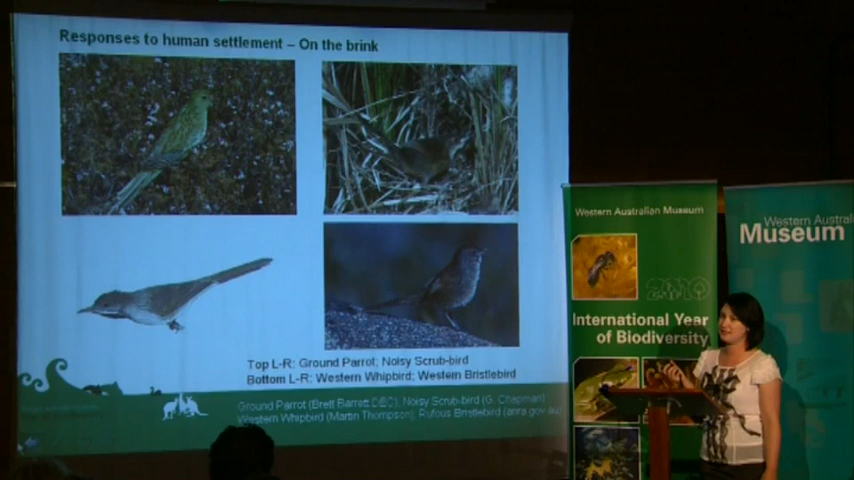 Responses to human settlement – On the brink
Top L-R: Ground Parrot; Noisy Scrub-bird
Bottom L-R: Western Whipbird; Western Bristlebird
Ground Parrot (Brett Barrett DEC), Noisy Scrub-bird (G. Chapman)
Western Whipbird (Martin Thompson); Rufous Bristlebird (anra.gov.au)
Western Australian Museum
2010
International Year
of Biodiversity
Western Australi
Museum